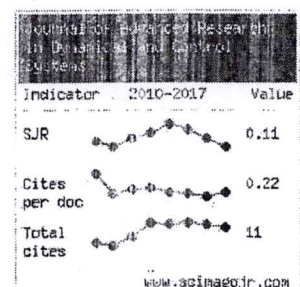 Journal of Advanced Research
in Dynamical and Control
Systems
Indicator 2010-2017 Value
SJR 0.11
Cites
per doc 0.22
Total
cites 11
www.scimagojr.com